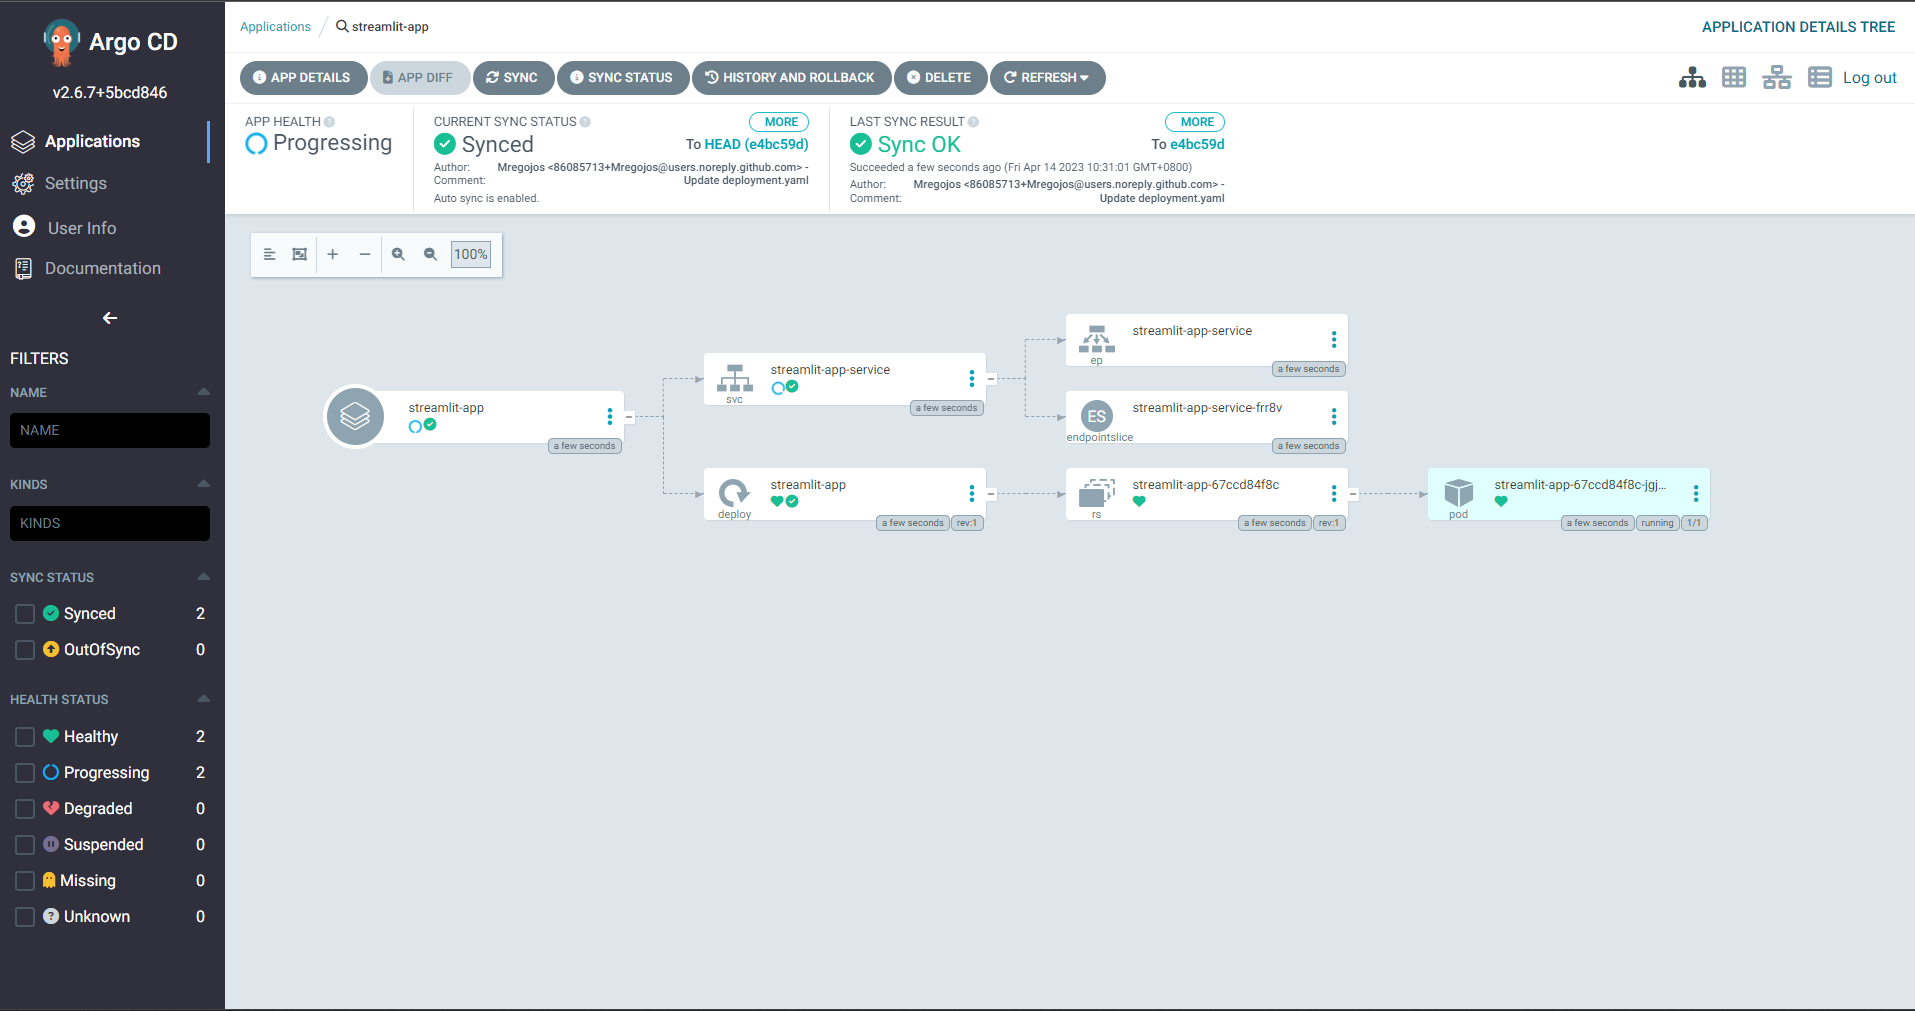 Argo CD
v2.6.7+5bcd846
Applications
Settings
User Info
Documentation
FILTERS
NAME
NAME
KINDS
KINDS
SYNC STATUS
Synced 2
OutOfSync 0
HEALTH STATUS
Healthy 2
Progressing 2
Degraded 0
Suspended 0
Missing 0
Unknown 0
Applications / streamlit-app
APPLICATION DETAILS TREE
APP DETAILS APP DIFF SYNC SYNC STATUS HISTORY AND ROLLBACK DELETE REFRESH
Log out
APP HEALTH
Progressing
CURRENT SYNC STATUS MORE
Synced To HEAD (e4bc59d)
Author: Mregojos <86085713+Mregojos@users.noreply.github.com> -
Comment: Update deployment.yaml
Auto sync is enabled.
LAST SYNC RESULT MORE
Sync OK To e4bc59d
Succeeded a few seconds ago (Fri Apr 14 2023 10:31:01 GMT+0800)
Author: Mregojos <86085713+Mregojos@users.noreply.github.com> -
Comment: Update deployment.yaml
100%
streamlit-app
a few seconds
streamlit-app-service
svc
a few seconds
streamlit-app-service
ep
a few seconds
ES
streamlit-app-service-frr8v
endpointslice
a few seconds
streamlit-app
deploy
a few seconds rev:1
streamlit-app-67ccd84f8c
rs
a few seconds rev:1
streamlit-app-67ccd84f8c-jgj...
pod
a few seconds running 1/1